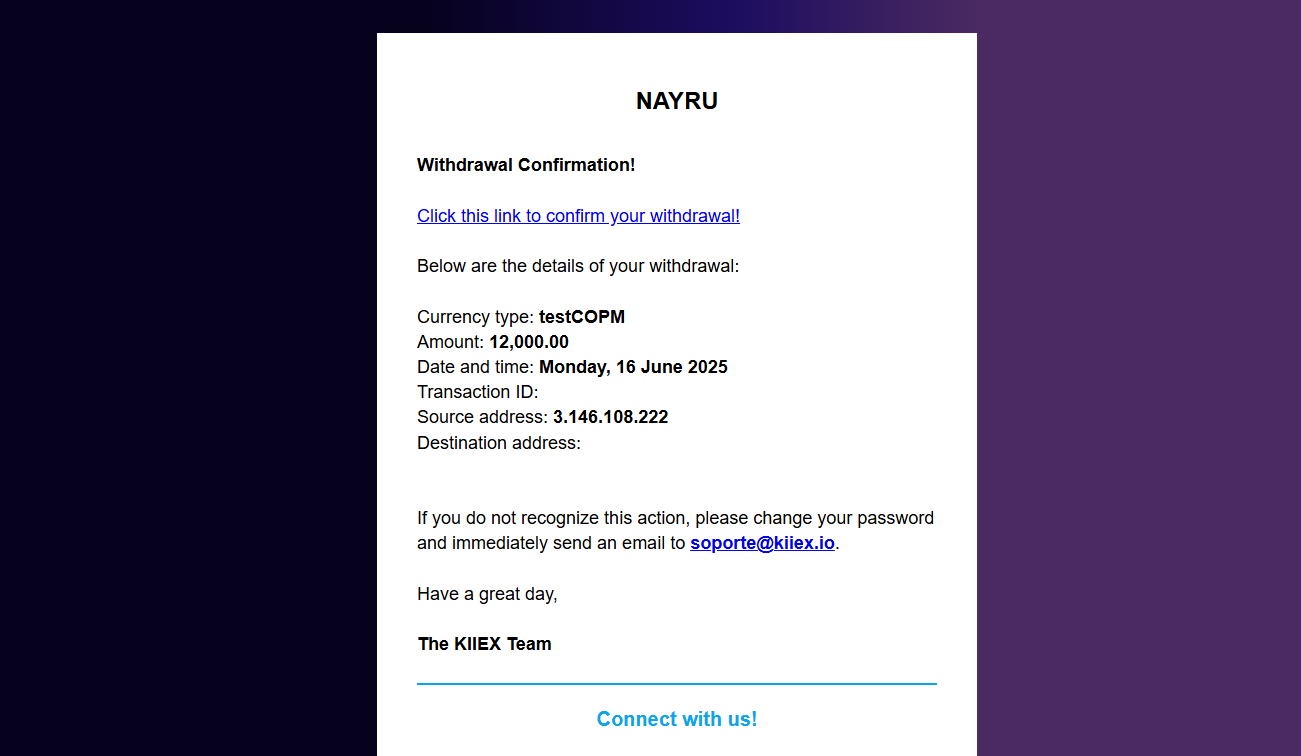 NAYRU
Withdrawal Confirmation!
Click this link to confirm your withdrawal!
Below are the details of your withdrawal:
Currency type: testCOPM
Amount: 12,000.00
Date and time: Monday, 16 June 2025
Transaction ID:
Source address: 3.146.108.222
Destination address:
If you do not recognize this action, please change your password
and immediately send an email to soporte@kiiex.io.
Have a great day,
The KIIEX Team
Connect with us!